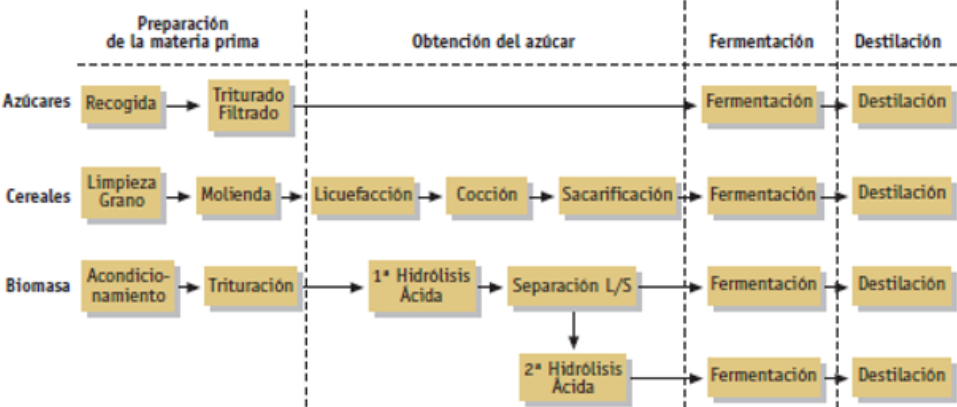 Preparación
de la materia prima
Obtención del azúcar
Fermentación
Destilación
Azúcares
Recogida
Triturado
Filtrado
Fermentación
Destilación
Cereales
Limpieza
Grano
Molienda
Licuefacción
Cocción
Sacarificación
Fermentación
Destilación
Biomasa
Acondicio-
namiento
Trituración
1ª Hidrólisis
Ácida
Separación L/S
Fermentación
Destilación
2ª Hidrólisis
Ácida
Fermentación
Destilación